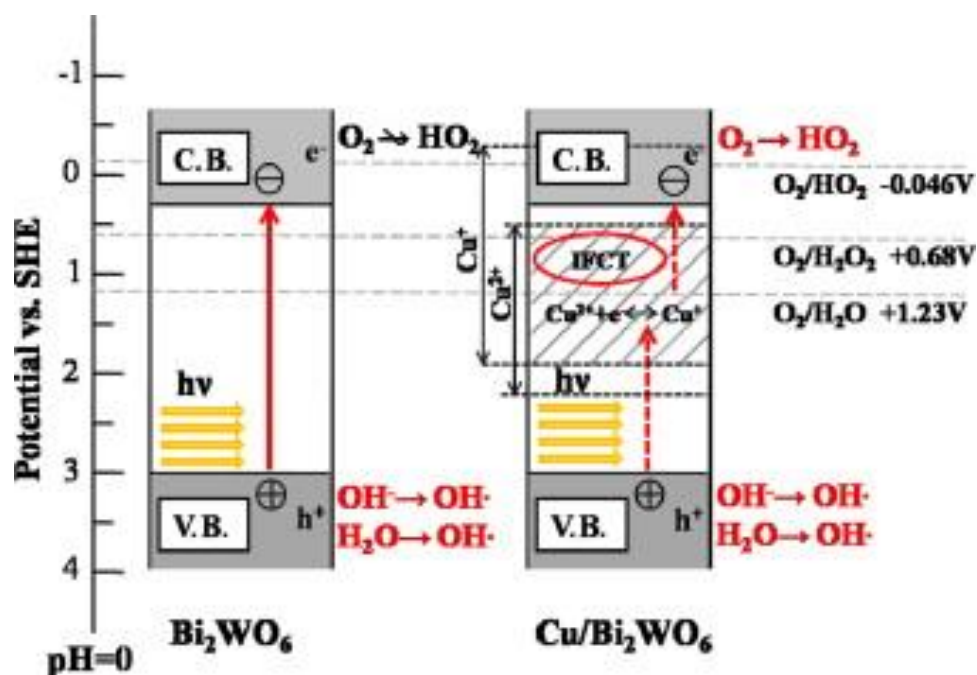 Potential vs. SHE
-1
0
1
2
3
4
pH=0
C.B.
e⁻
O₂ ↛ HO₂
hν
V.B.
h⁺
OH⁻→OH·
H₂O→OH·
Bi₂WO₆
Cu⁺
Cu²⁺
C.B.
e⁻
IFCT
Cu²⁺+e⁻↔Cu⁺
hν
V.B.
h⁺
O₂ → HO₂
O₂/HO₂ -0.046V
O₂/H₂O₂ +0.68V
O₂/H₂O +1.23V
OH⁻→OH·
H₂O→OH·
Cu/Bi₂WO₆